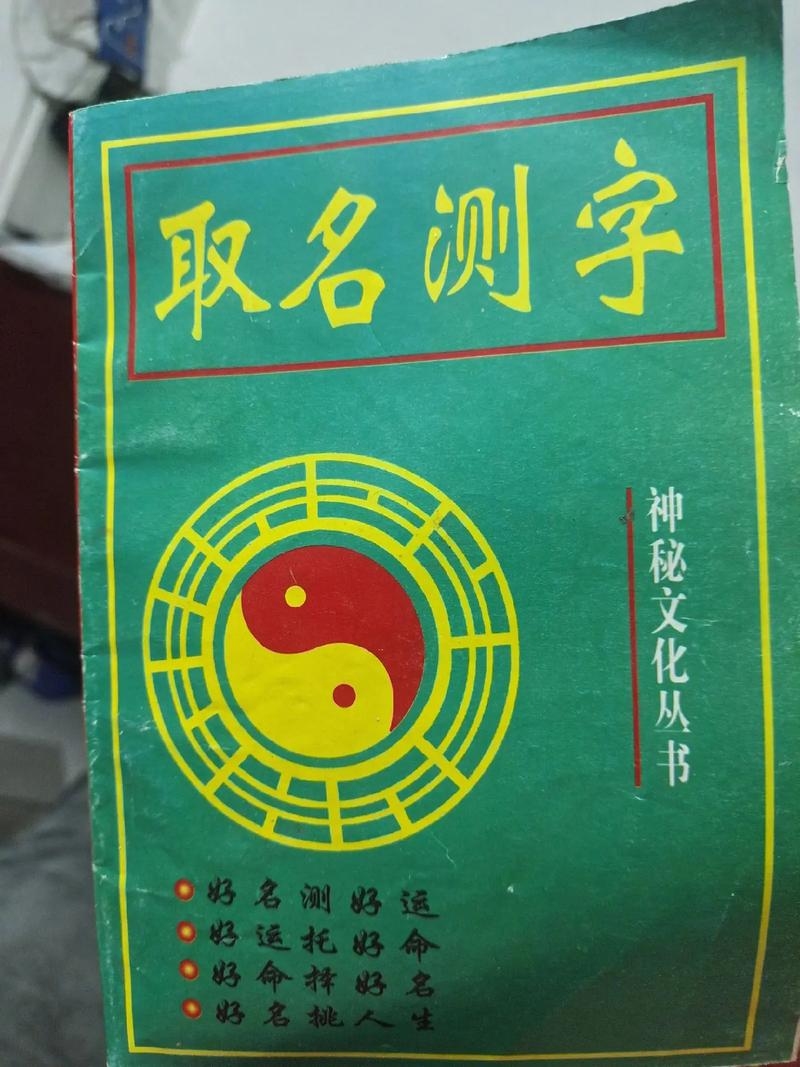 取名测字
神秘文化丛书
好名测好运
好运托好命
好命择好名
好名挑人生